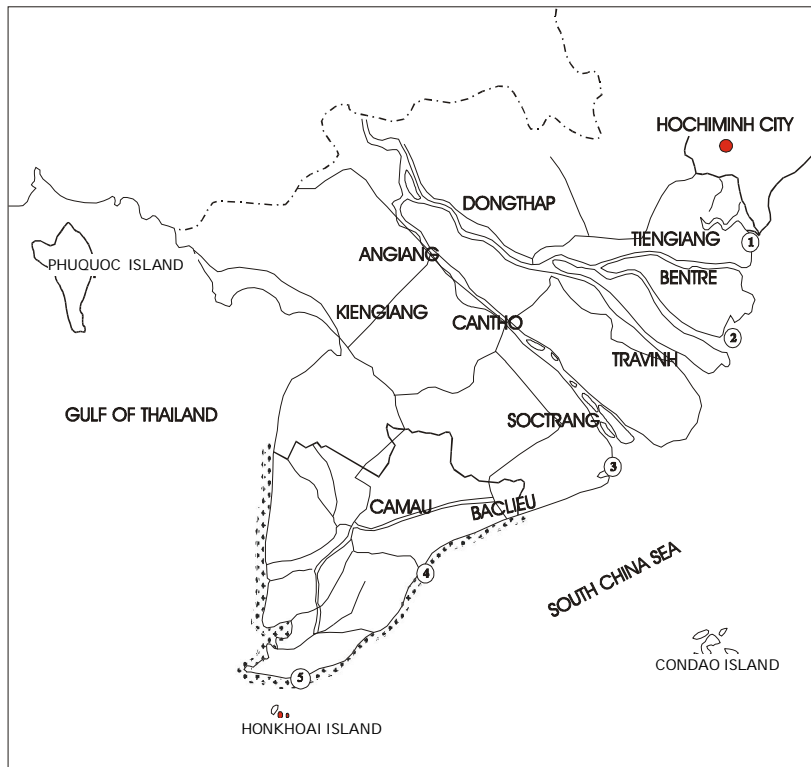 HOCHIMINH CITY
DONGTHAP
TIENGIANG
1
ANGIANG
PHUQUOC ISLAND
BENTRE
KIENGIANG
CANTHO
2
TRAVINH
GULF OF THAILAND
SOCTRANG
3
CAMAU
BACLIEU
4
SOUTH CHINA SEA
CONDAO ISLAND
5
HONKHOAI ISLAND